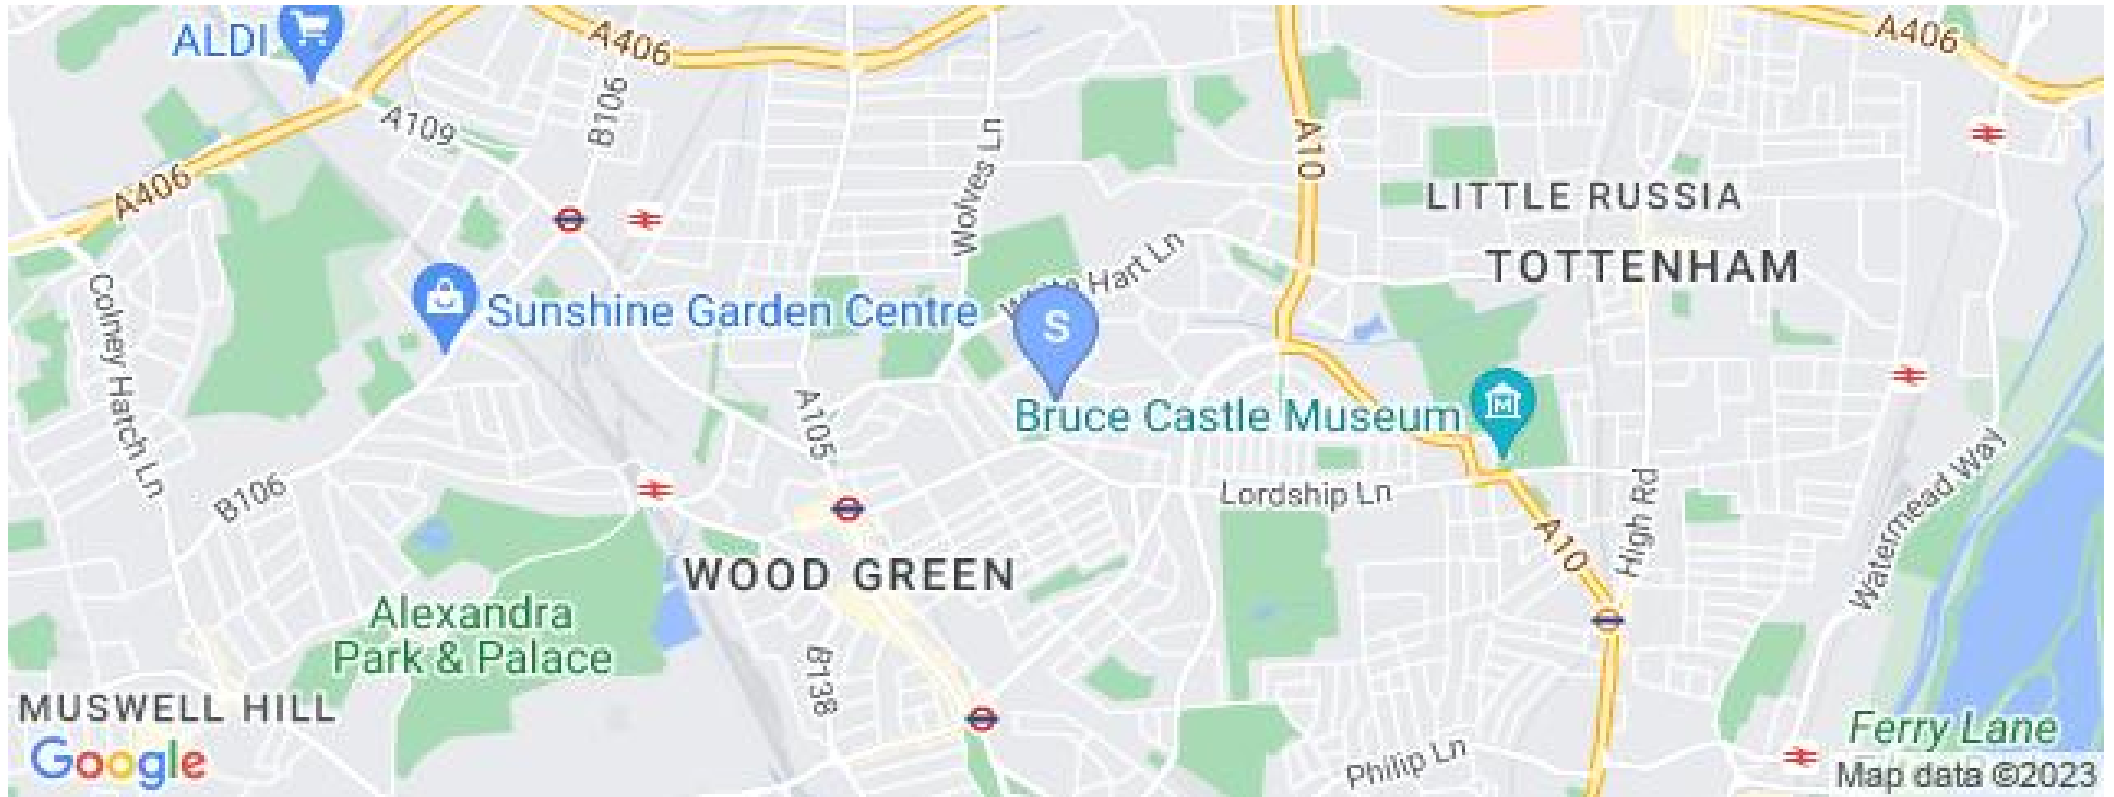 ALDI
A406
A406
A109
B106
A10
Wolves Ln
A406
LITTLE RUSSIA
TOTTENHAM
Hart Ln
Colney Hatch Ln
Sunshine Garden Centre
S
Bruce Castle Museum
M
A105
B106
Lordship Ln
High Rd
Watermead Way
A10
WOOD GREEN
Alexandra
Park & Palace
B138
MUSWELL HILL
Google
Philip Ln
Ferry Lane
Map data ©2023